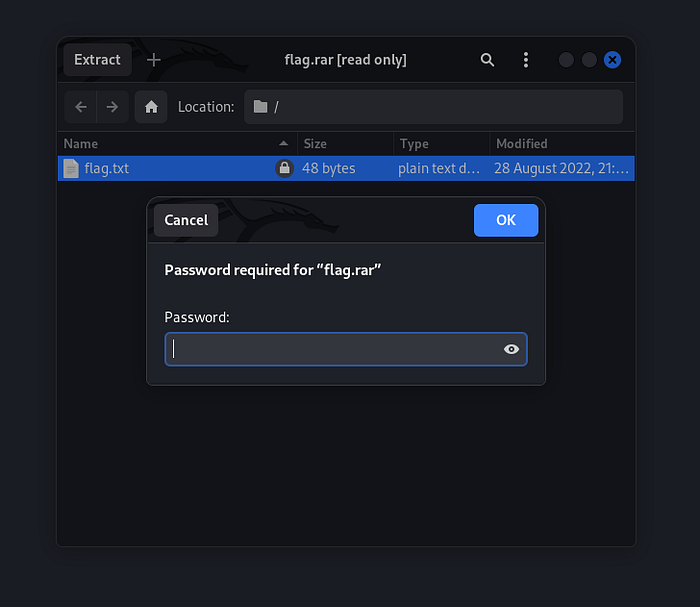 Extract flag.rar [read only]
Location: /
Name Size Type Modified
flag.txt 48 bytes plain text d... 28 August 2022, 21:...
Cancel OK
Password required for “flag.rar”
Password: